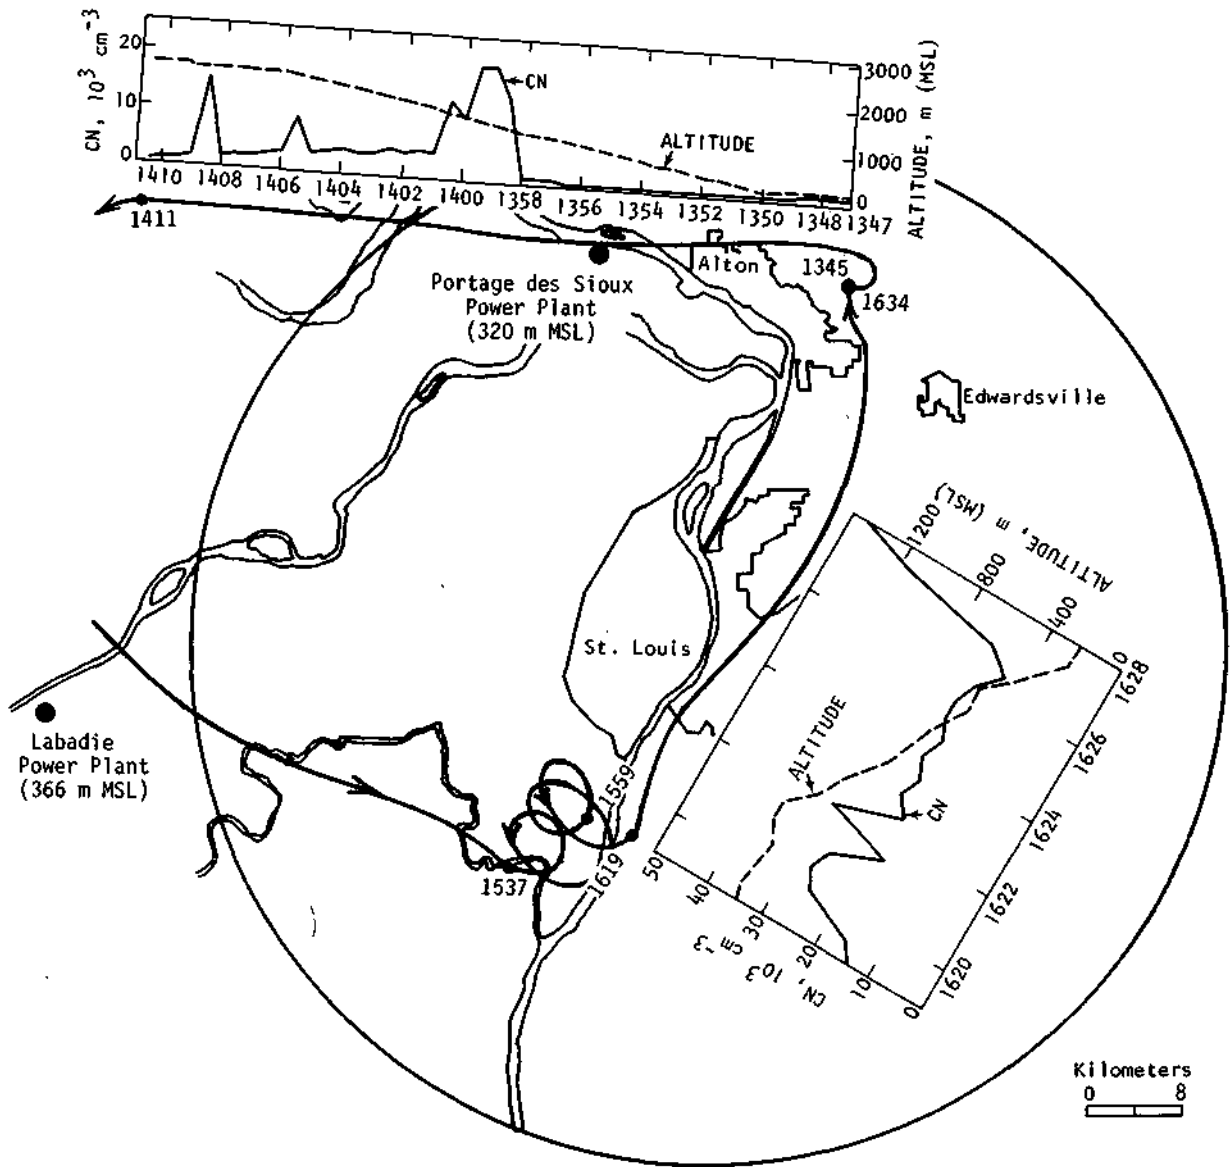 CN, 10³ cm⁻³
20
10
0
CN
ALTITUDE
3000
2000
1000
0
ALTITUDE, m (MSL)
1410 1408 1406 1404 1402 1400 1358 1356 1354 1352 1350 1348 1347
1411
Alton
1345
1634
Portage des Sioux
Power Plant
(320 m MSL)
Edwardsville
St. Louis
Labadie
Power Plant
(366 m MSL)
1537
1559
1619
ALTITUDE, m (MSL)
1200
800
400
0
1628
1626
1624
1622
1620
ALTITUDE
CN
50
40
30
20
10
0
CN, 10³ cm⁻³
Kilometers
0 8